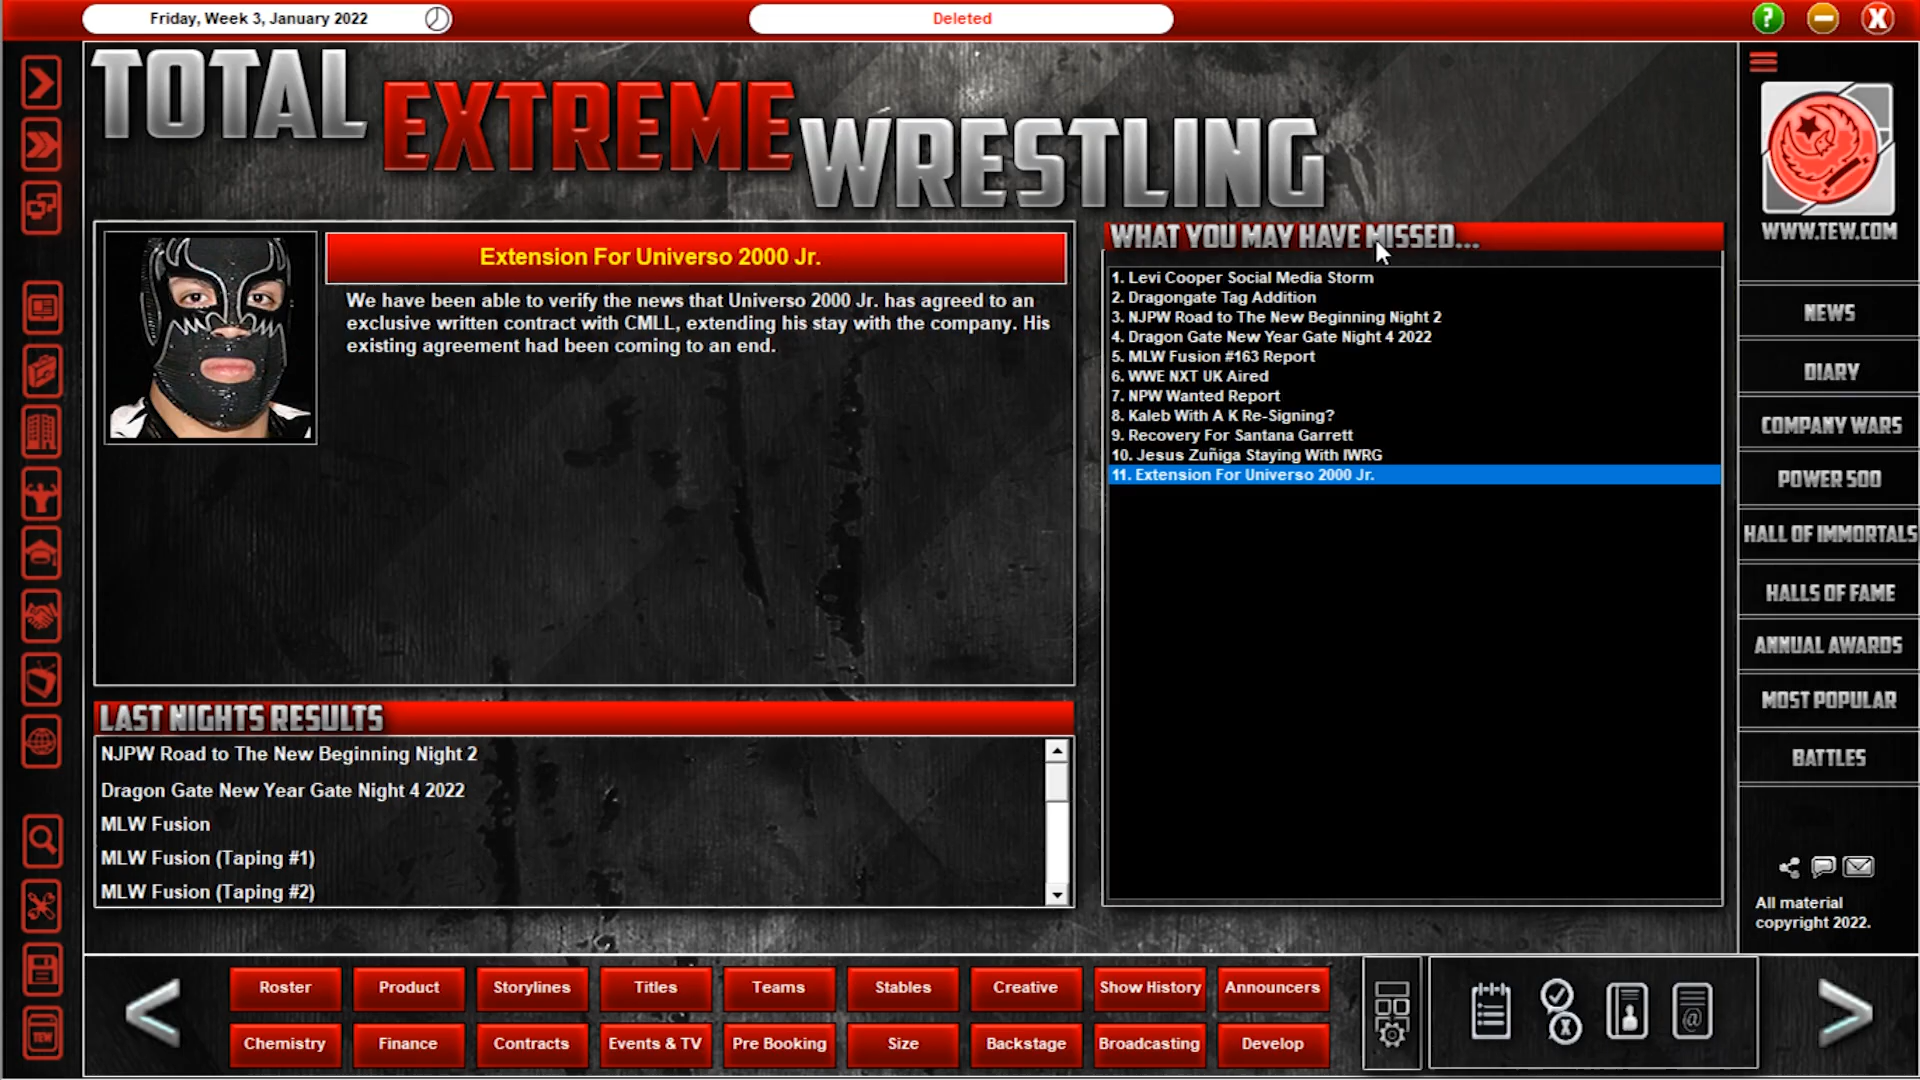 Friday, Week 3, January 2022
Deleted
?
X
TOTAL EXTREME WRESTLING
WWW.TEW.COM
Extension For Universo 2000 Jr.
We have been able to verify the news that Universo 2000 Jr. has agreed to an
exclusive written contract with CMLL, extending his stay with the company. His
existing agreement had been coming to an end.
WHAT YOU MAY HAVE MISSED...
1. Levi Cooper Social Media Storm
2. Dragongate Tag Addition
3. NJPW Road to The New Beginning Night 2
4. Dragon Gate New Year Gate Night 4 2022
5. MLW Fusion #163 Report
6. WWE NXT UK Aired
7. NPW Wanted Report
8. Kaleb With A K Re-Signing?
9. Recovery For Santana Garrett
10. Jesus Zuñiga Staying With IWRG
11. Extension For Universo 2000 Jr.
LAST NIGHTS RESULTS
NJPW Road to The New Beginning Night 2
Dragon Gate New Year Gate Night 4 2022
MLW Fusion
MLW Fusion (Taping #1)
MLW Fusion (Taping #2)
NEWS
DIARY
COMPANY WARS
POWER 500
HALL OF IMMORTALS
HALLS OF FAME
ANNUAL AWARDS
MOST POPULAR
BATTLES
All material
copyright 2022.
TEW
Roster
Product
Storylines
Titles
Teams
Stables
Creative
Show History
Announcers
Chemistry
Finance
Contracts
Events & TV
Pre Booking
Size
Backstage
Broadcasting
Develop
@